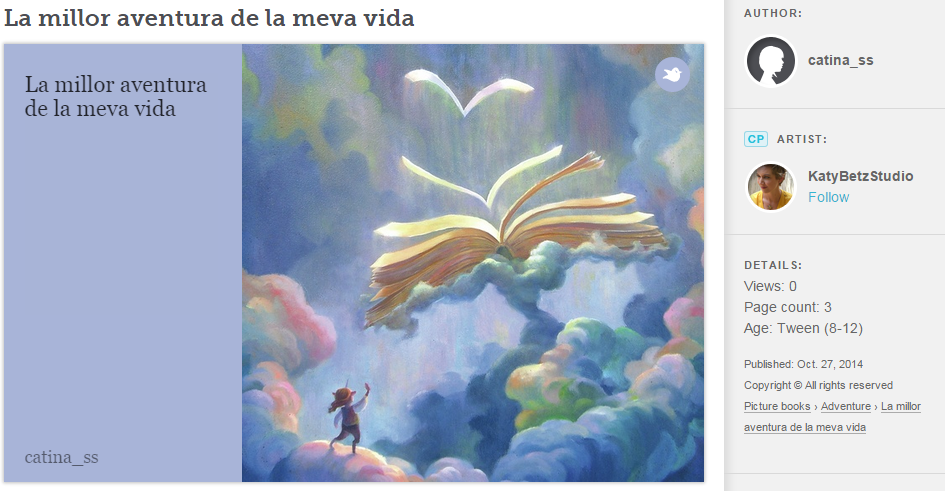 La millor aventura de la meva vida
La millor aventura
de la meva vida
catina_ss
AUTHOR:
catina_ss
CP ARTIST:
KatyBetzStudio
Follow
DETAILS:
Views: 0
Page count: 3
Age: Tween (8-12)
Published: Oct. 27, 2014
Copyright © All rights reserved
Picture books › Adventure › La millor
aventura de la meva vida